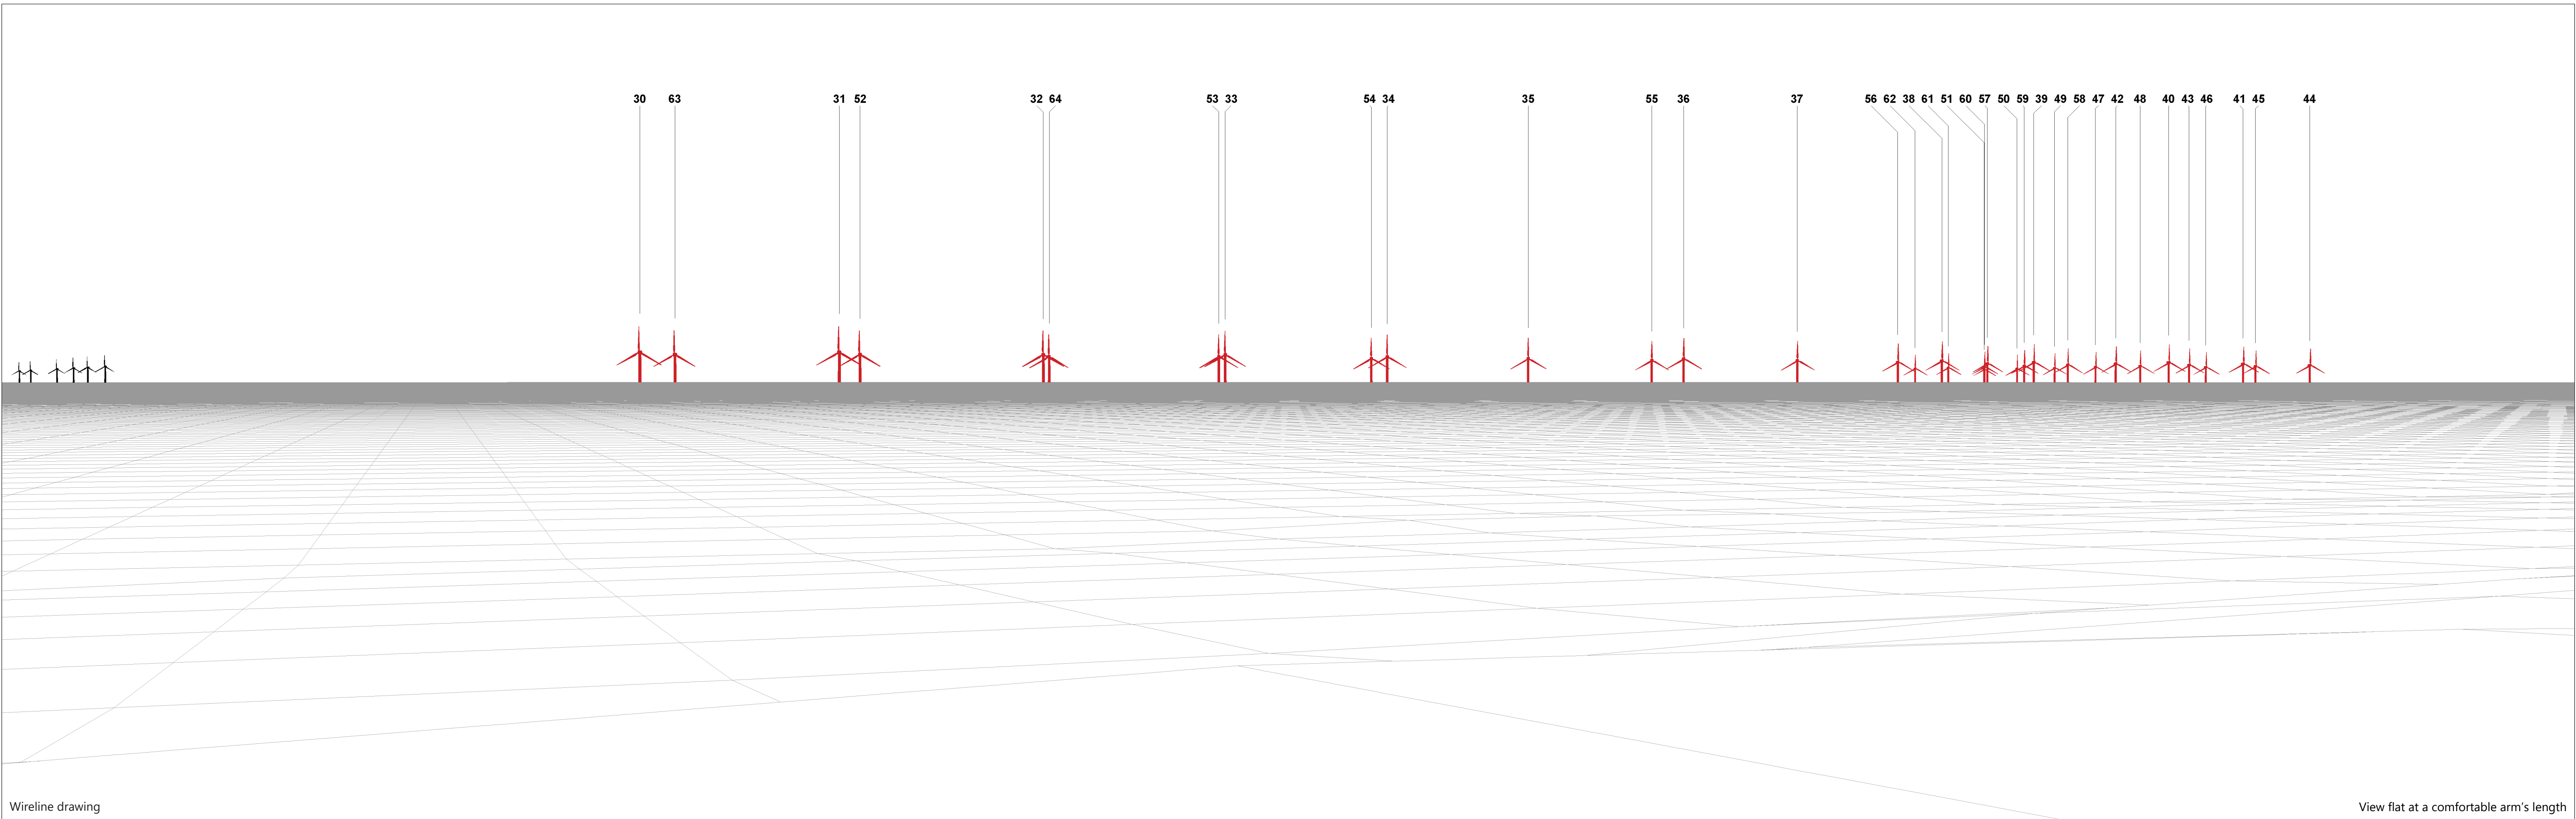 30 63 31 52 32 64 53 33 54 34 35 55 36 37 56 62 38 61 51 60 57 50 59 39 49 58 47 42 48 40 43 46 41 45 44
Wireline drawing
View flat at a comfortable arm's length